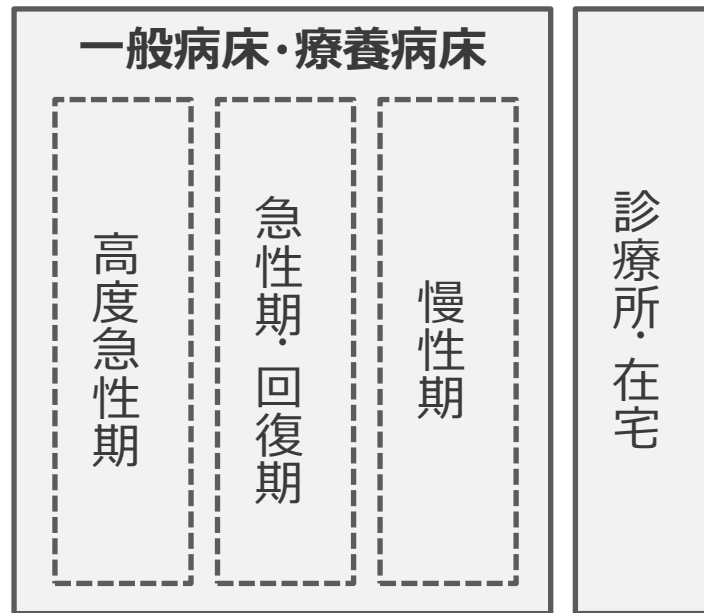 一般病床・療養病床
高度急性期
急性期・回復期
慢性期
診療所・在宅